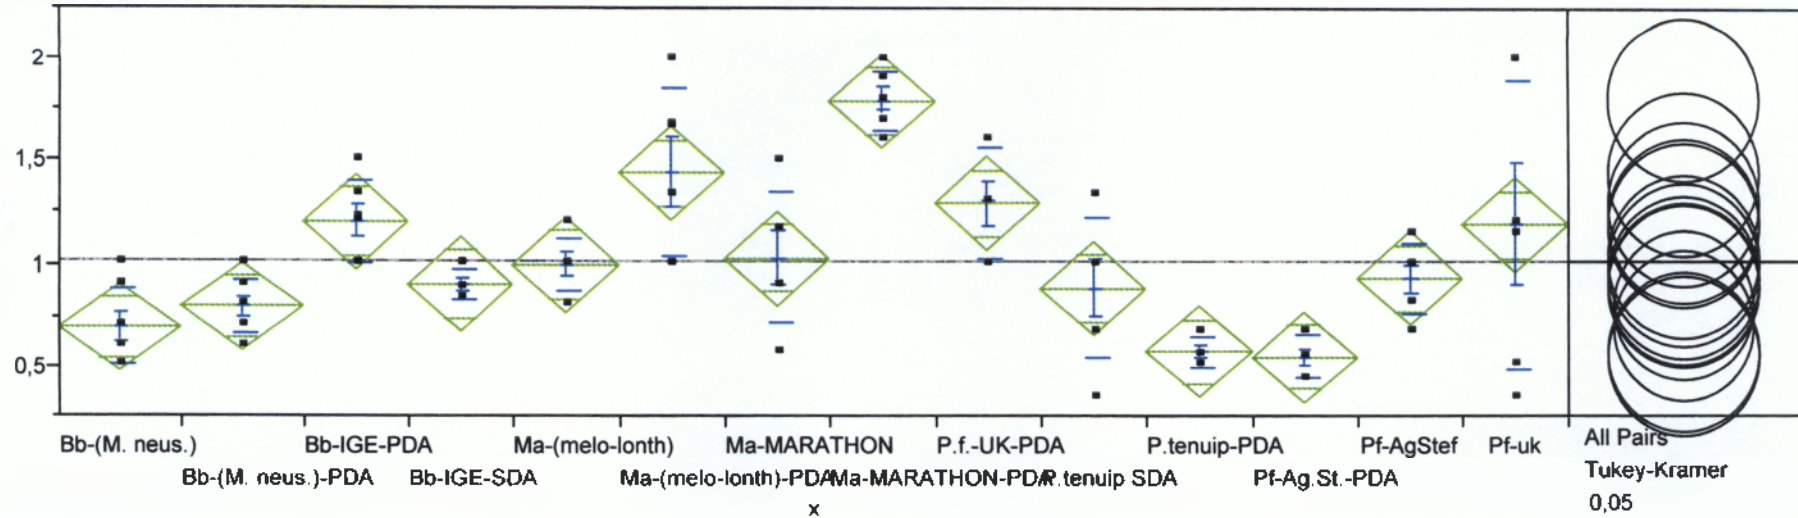 2
1,5
1
0,5
Bb-(M. neus.) Bb-IGE-PDA Ma-(melo-lonth) Ma-MARATHON P.f.-UK-PDA P.tenuip-PDA Pf-AgStef Pf-uk All Pairs
Bb-(M. neus.)-PDA Bb-IGE-SDA Ma-(melo-lonth)-PDA Ma-MARATHON-PDA P.tenuip SDA Pf-Ag.St.-PDA Tukey-Kramer
x 0,05